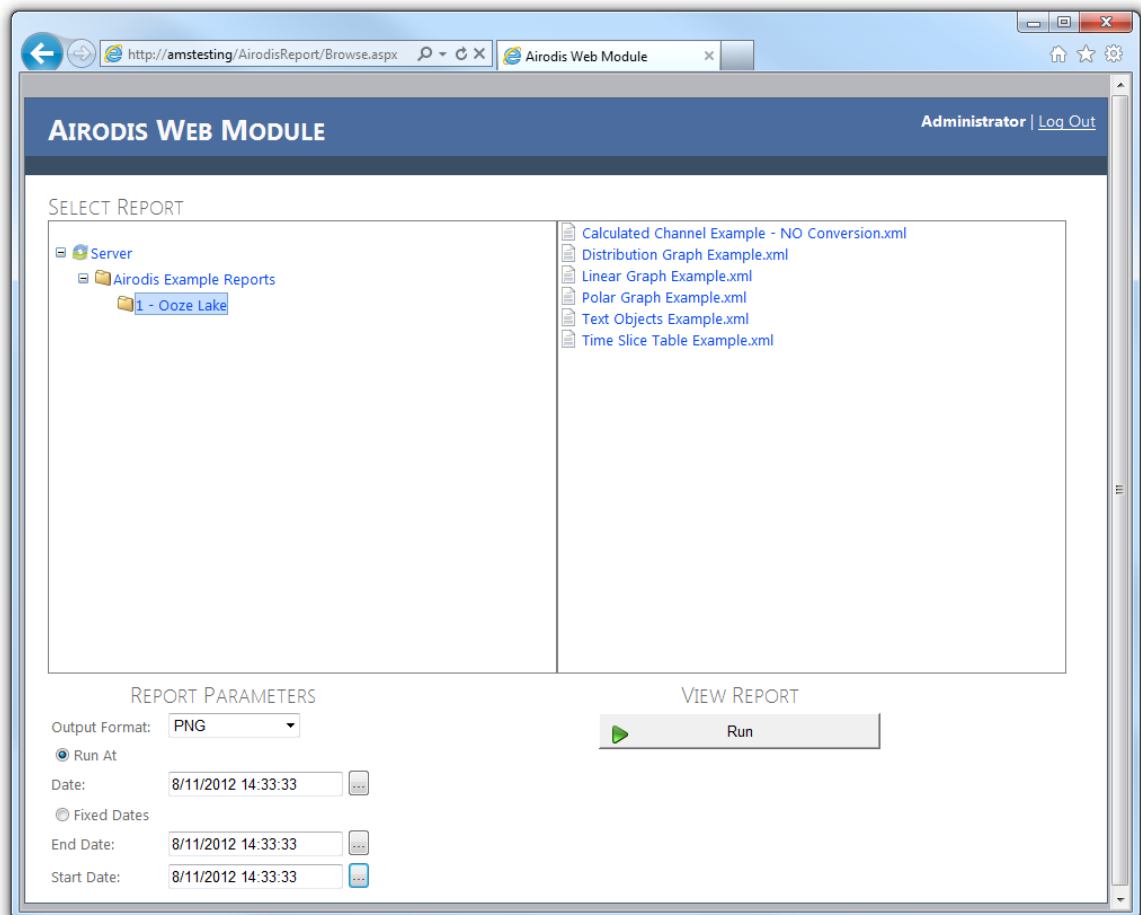 http://amstesting/AirodisReport/Browse.aspx
Airodis Web Module
AIRODIS WEB MODULE
Administrator | Log Out
SELECT REPORT
Server
Airodis Example Reports
1 - Ooze Lake
Calculated Channel Example - NO Conversion.xml
Distribution Graph Example.xml
Linear Graph Example.xml
Polar Graph Example.xml
Text Objects Example.xml
Time Slice Table Example.xml
REPORT PARAMETERS
Output Format: PNG
Run At
Date: 8/11/2012 14:33:33 ...
Fixed Dates
End Date: 8/11/2012 14:33:33 ...
Start Date: 8/11/2012 14:33:33 ...
VIEW REPORT
Run